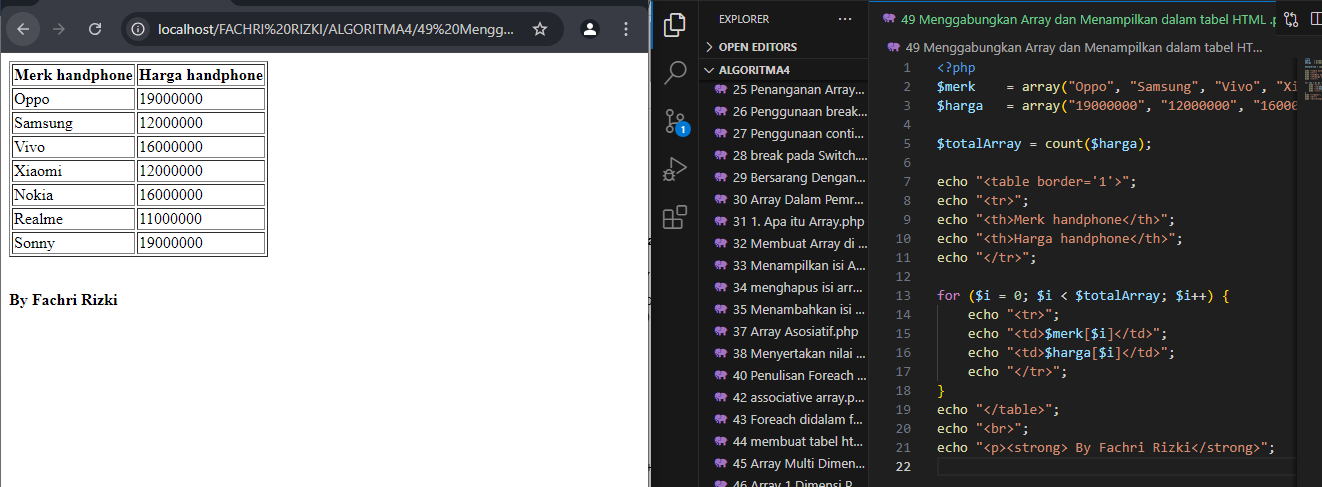 localhost/FACHRI%20RIZKI/ALGORITMA4/49%20Mengg...
Merk handphone Harga handphone
Oppo 19000000
Samsung 12000000
Vivo 16000000
Xiaomi 12000000
Nokia 16000000
Realme 11000000
Sonny 19000000
By Fachri Rizki
1
EXPLORER ...
OPEN EDITORS
ALGORITMA4
25 Penanganan Array...
26 Penggunaan break...
27 Penggunaan conti...
28 break pada Switch....
29 Bersarang Dengan...
30 Array Dalam Pemr...
31 1. Apa itu Array.php
32 Membuat Array di ...
33 Menampilkan isi A...
34 menghapus isi arr...
35 Menambahkan isi ...
37 Array Asosiatif.php
38 Menyertakan nilai ...
40 Penulisan Foreach ...
42 associative array.p...
43 Foreach didalam f...
44 membuat tabel ht...
45 Array Multi Dimen...
46 Array 1 Dimensi P...
49 Menggabungkan Array dan Menampilkan dalam tabel HTML .p
49 Menggabungkan Array dan Menampilkan dalam tabel HT...
1 <?php
2 $merk    = array("Oppo", "Samsung", "Vivo", "Xi
3 $harga   = array("19000000", "12000000", "16000
4
5 $totalArray = count($harga);
6
7 echo "<table border='1'>";
8 echo "<tr>";
9 echo "<th>Merk handphone</th>";
10 echo "<th>Harga handphone</th>";
11 echo "</tr>";
12
13 for ($i = 0; $i < $totalArray; $i++) {
14     echo "<tr>";
15     echo "<td>$merk[$i]</td>";
16     echo "<td>$harga[$i]</td>";
17     echo "</tr>";
18 }
19 echo "</table>";
20 echo "<br>";
21 echo "<p><strong> By Fachri Rizki</strong>";
22